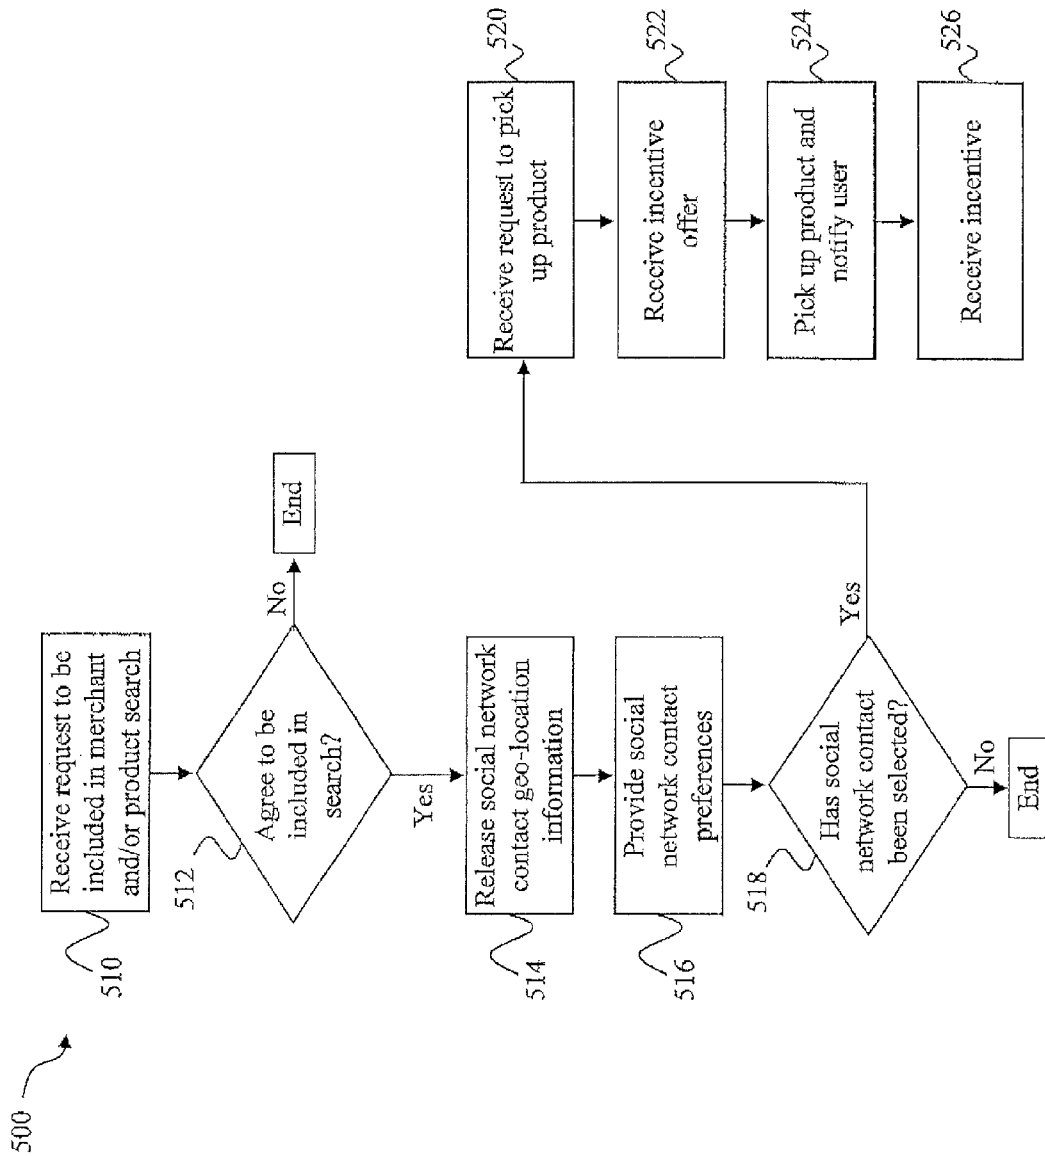 500
510
Receive request to be
included in merchant
and/or product search
512
Agree to be
included in
search?
No
End
Yes
514
Release social network
contact geo-location
information
516
Provide social
network contact
preferences
518
Has social
network contact
been selected?
No
End
Yes
Receive request to pick
up product
520
Receive incentive
offer
522
Pick up product and
notify user
524
Receive incentive
526